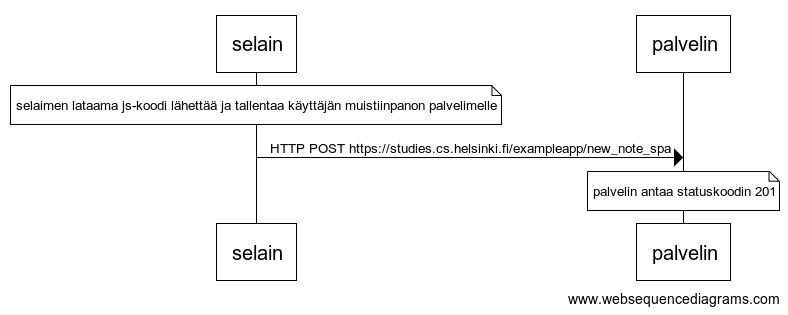 selain
palvelin
selaimen lataama js-koodi lähettää ja tallentaa käyttäjän muistiinpanon palvelimelle
HTTP POST https://studies.cs.helsinki.fi/exampleapp/new_note_spa
palvelin antaa statuskoodin 201
selain
palvelin
www.websequencediagrams.com